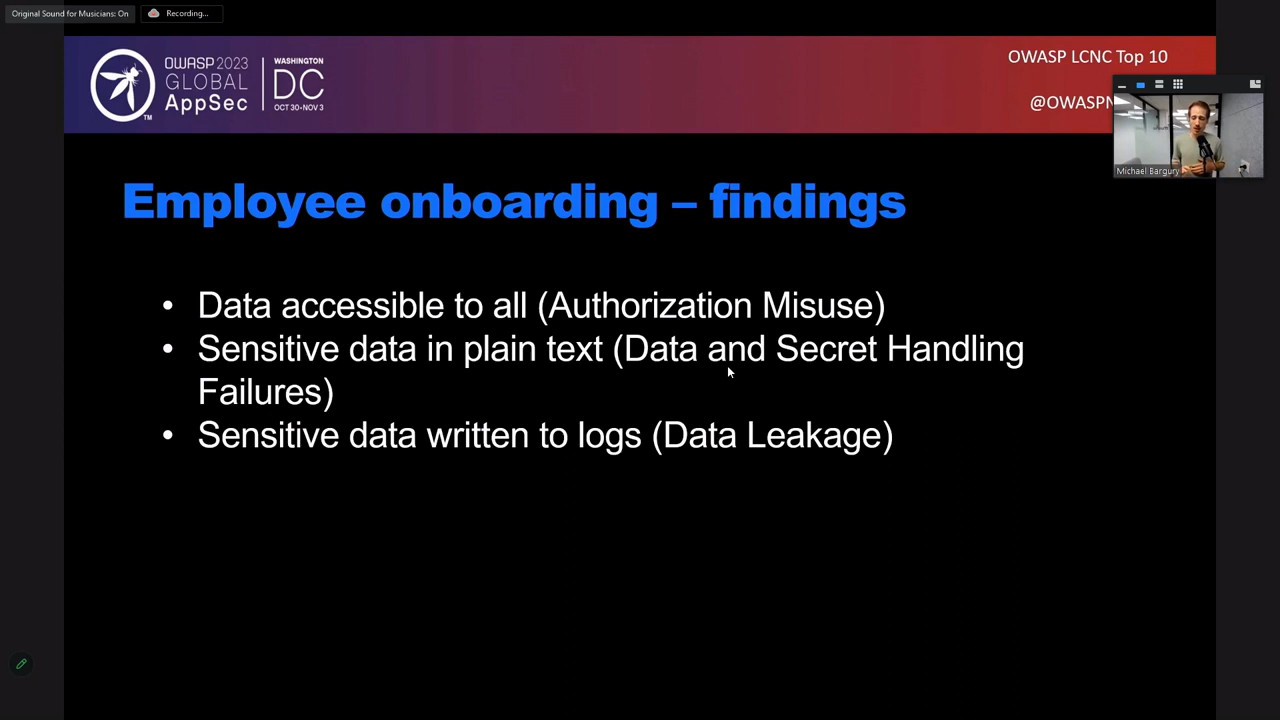 Original Sound for Musicians: On
Recording...
OWASP 2023
GLOBAL
AppSec
TM
WASHINGTON
DC
OCT 30-NOV 3
OWASP LCNC Top 10
@OWASPN
Michael Bargury
Employee onboarding – findings
• Data accessible to all (Authorization Misuse)
• Sensitive data in plain text (Data and Secret Handling
Failures)
• Sensitive data written to logs (Data Leakage)